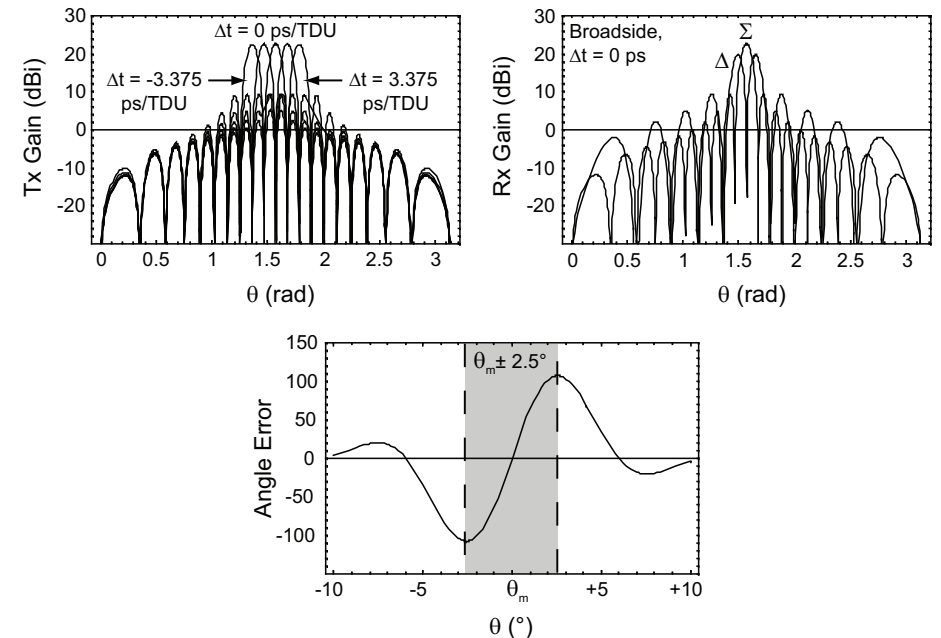 30
20
10
0
-10
-20
Tx Gain (dBi)
Δt = 0 ps/TDU
Δt = -3.375
ps/TDU
Δt = 3.375
ps/TDU
0 0.5 1 1.5 2 2.5 3
θ (rad)
30
20
10
0
-10
-20
Rx Gain (dBi)
Broadside,
Δt = 0 ps
Σ
Δ
0 0.5 1 1.5 2 2.5 3
θ (rad)
150
100
50
0
-50
-100
Angle Error
θm± 2.5°
-10 -5 θm +5 +10
θ (°)